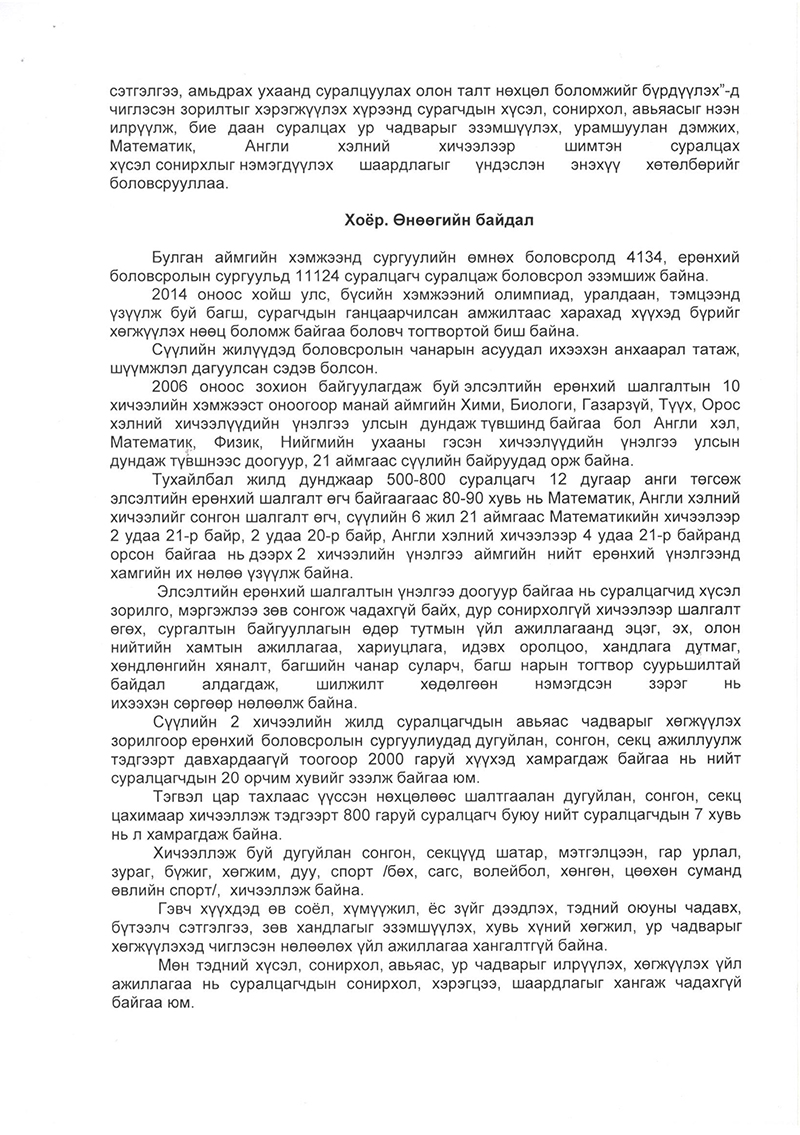 сэтгэлгээ, амьдрах ухаанд суралцуулах олон талт нөхцөл боломжийг бүрдүүлэх”-д
чиглэсэн зорилтыг хэрэгжүүлэх хүрээнд сурагчдын хүсэл, сонирхол, авьяасыг нээн
илрүүлж, бие даан суралцах ур чадварыг эзэмшүүлэх, урамшуулан дэмжих,
Математик, Англи хэлний хичээлээр шимтэн суралцах
хүсэл сонирхлыг нэмэгдүүлэх шаардлагыг үндэслэн энэхүү хөтөлбөрийг
боловсрууллаа.
Хоёр. Өнөөгийн байдал
Булган аймгийн хэмжээнд сургуулийн өмнөх боловсролд 4134, ерөнхий
боловсролын сургуульд 11124 суралцагч суралцаж боловсрол эзэмшиж байна.
2014 оноос хойш улс, бүсийн хэмжээний олимпиад, уралдаан, тэмцээнд
үзүүлж буй багш, сурагчдын ганцаарчилсан амжилтаас харахад хүүхэд бүрийг
хөгжүүлэх нөөц боломж байгаа боловч тогтвортой биш байна.
Сүүлийн жилүүдэд боловсролын чанарын асуудал ихээхэн анхаарал татаж,
шүүмжлэл дагуулсан сэдэв болсон.
2006 оноос зохион байгуулагдаж буй элсэлтийн ерөнхий шалгалтын 10
хичээлийн хэмжээст оноогоор манай аймгийн Хими, Биологи, Газарзүй, Түүх, Орос
хэлний хичээлүүдийн үнэлгээ улсын дундаж түвшинд байгаа бол Англи хэл,
Математик, Физик, Нийгмийн ухааны гэсэн хичээлүүдийн үнэлгээ улсын
дундаж түвшнээс доогуур, 21 аймгаас сүүлийн байруудад орж байна.
Тухайлбал жилд дунджаар 500-800 суралцагч 12 дугаар анги төгсөж
элсэлтийн ерөнхий шалгалт өгч байгаагаас 80-90 хувь нь Математик, Англи хэлний
хичээлийг сонгон шалгалт өгч, сүүлийн 6 жил 21 аймгаас Математикийн хичээлээр
2 удаа 21-р байр, 2 удаа 20-р байр, Англи хэлний хичээлээр 4 удаа 21-р байранд
орсон байгаа нь дээрх 2 хичээлийн үнэлгээ аймгийн нийт ерөнхий үнэлгээнд
хамгийн их нөлөө үзүүлж байна.
Элсэлтийн ерөнхий шалгалтын үнэлгээ доогуур байгаа нь суралцагчид хүсэл
зорилго, мэргэжлээ зөв сонгож чадахгүй байх, дур сонирхолгүй хичээлээр шалгалт
өгөх, сургалтын байгууллагын өдөр тутмын үйл ажиллагаанд эцэг, эх, олон
нийтийн хамтын ажиллагаа, хариуцлага, идэвх оролцоо, хандлага дутмаг,
хөндлөнгийн хяналт, багшийн чанар суларч, багш нарын тогтвор суурьшилтай
байдал алдагдаж, шилжилт хөдөлгөөн нэмэгдсэн зэрэг нь
ихээхэн сөргөөр нөлөөлж байна.
Сүүлийн 2 хичээлийн жилд суралцагчдын авьяас чадварыг хөгжүүлэх
зорилгоор ерөнхий боловсролын сургуулиудад дугуйлан, сонгон, секц ажиллуулж
тэдгээрт давхардаагүй тоогоор 2000 гаруй хүүхэд хамрагдаж байгаа нь нийт
суралцагчдын 20 орчим хувийг эзэлж байгаа юм.
Тэгвэл цар тахлаас үүссэн нөхцөлөөс шалтгаалан дугуйлан, сонгон, секц
цахимаар хичээллэж тэдгээрт 800 гаруй суралцагч буюу нийт суралцагчдын 7 хувь
нь л хамрагдаж байна.
Хичээллэж буй дугуйлан сонгон, секцүүд шатар, мэтгэлцээн, гар урлал,
зураг, бүжиг, хөгжим, дуу, спорт /бөх, сагс, волейбол, хөнгөн, цөөхөн суманд
өвлийн спорт/, хичээллэж байна.
Гэвч хүүхдэд өв соёл, хүмүүжил, ёс зүйг дээдлэх, тэдний оюуны чадавх,
бүтээлч сэтгэлгээ, зөв хандлагыг эзэмшүүлэх, хувь хүний хөгжил, ур чадварыг
хөгжүүлэхэд чиглэсэн нөлөөлөх үйл ажиллагаа хангалтгүй байна.
Мөн тэдний хүсэл, сонирхол, авьяас, ур чадварыг илрүүлэх, хөгжүүлэх үйл
ажиллагаа нь суралцагчдын сонирхол, хэрэгцээ, шаардлагыг хангаж чадахгүй
байгаа юм.